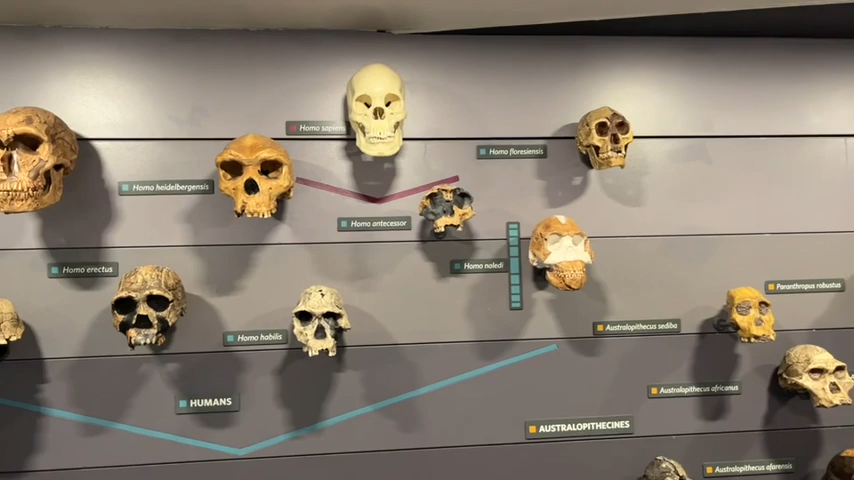 Homo sapiens
Homo floresiensis
Homo heidelbergensis
Homo antecessor
Homo erectus
Homo naledi
Paranthropus robustus
Homo habilis
Australopithecus sediba
HUMANS
Australopithecus africanus
AUSTRALOPITHECINES
Australopithecus afarensis